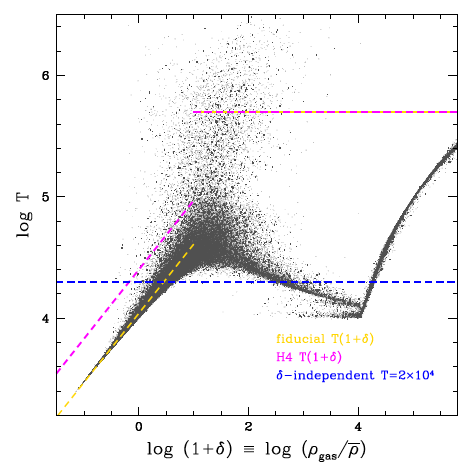 6
5
log T
4
fiducial T(1+δ)
H4 T(1+δ)
δ-independent T=2×10⁴
0 2 4
log (1+δ) ≡ log (ρgas/ρ̅)